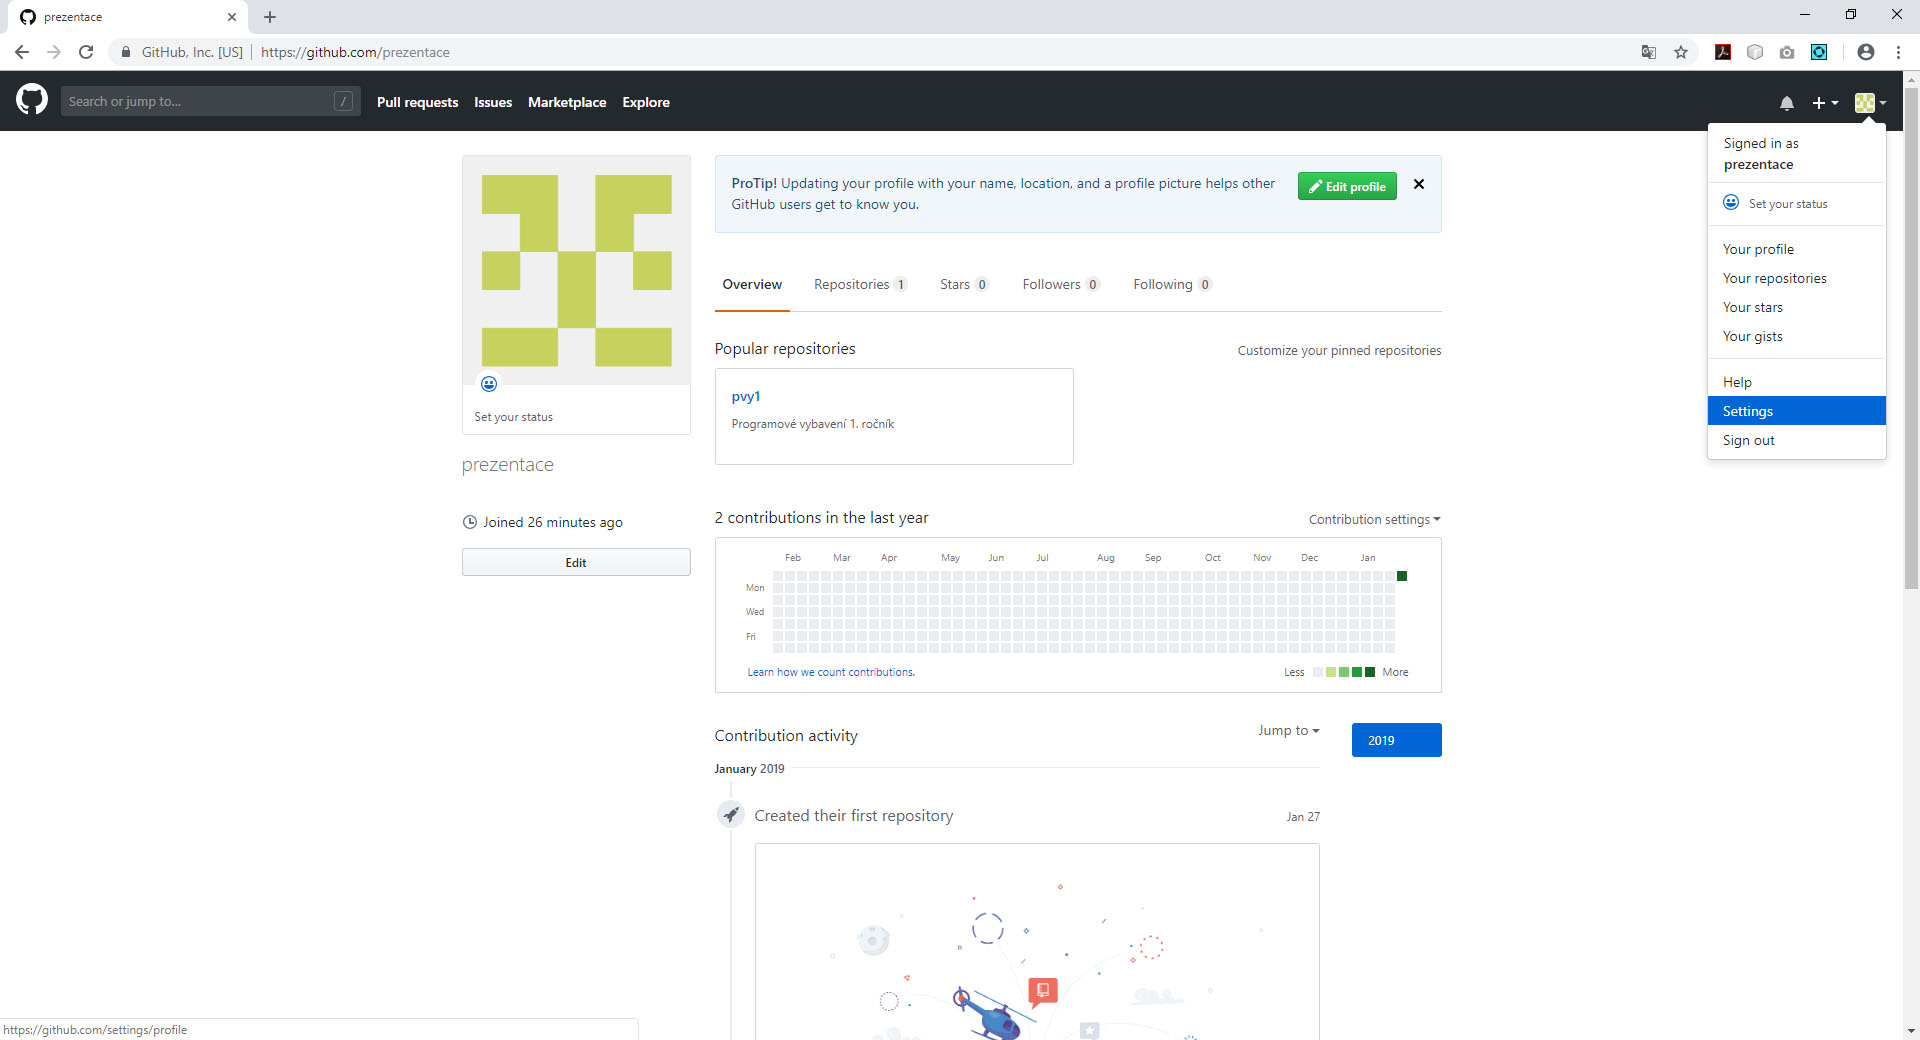 prezentace
GitHub, Inc. [US] https://github.com/prezentace
Search or jump to... /
Pull requests Issues Marketplace Explore
Signed in as
prezentace
Set your status
Your profile
Your repositories
Your stars
Your gists
Help
Settings
Sign out
ProTip! Updating your profile with your name, location, and a profile picture helps other
GitHub users get to know you.
Edit profile
Set your status
prezentace
Joined 26 minutes ago
Edit
Overview Repositories 1 Stars 0 Followers 0 Following 0
Popular repositories
Customize your pinned repositories
pvy1
Programové vybavení 1. ročník
2 contributions in the last year
Contribution settings
Feb Mar Apr May Jun Jul Aug Sep Oct Nov Dec Jan
Mon
Wed
Fri
Learn how we count contributions.
Less More
Contribution activity
Jump to
2019
January 2019
Created their first repository
Jan 27
https://github.com/settings/profile